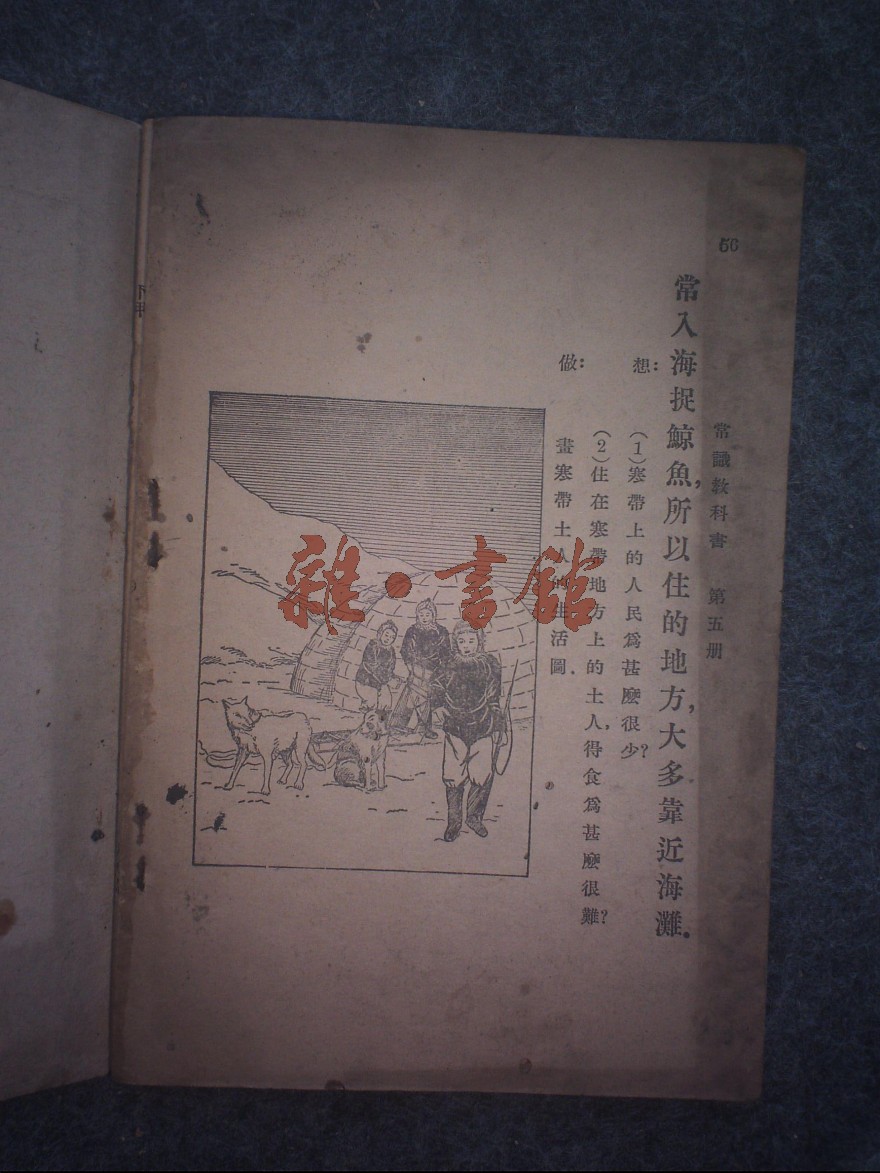 56
常識教科書 第五册
常入海捉鯨魚,所以住的地方,大多靠近海灘.
想:
(1)寒帶上的人民爲甚麼很少?
(2)住在寒帶地方上的土人,得食爲甚麼很難?
做:
畫寒帶土人的生活圖.
雜·書館